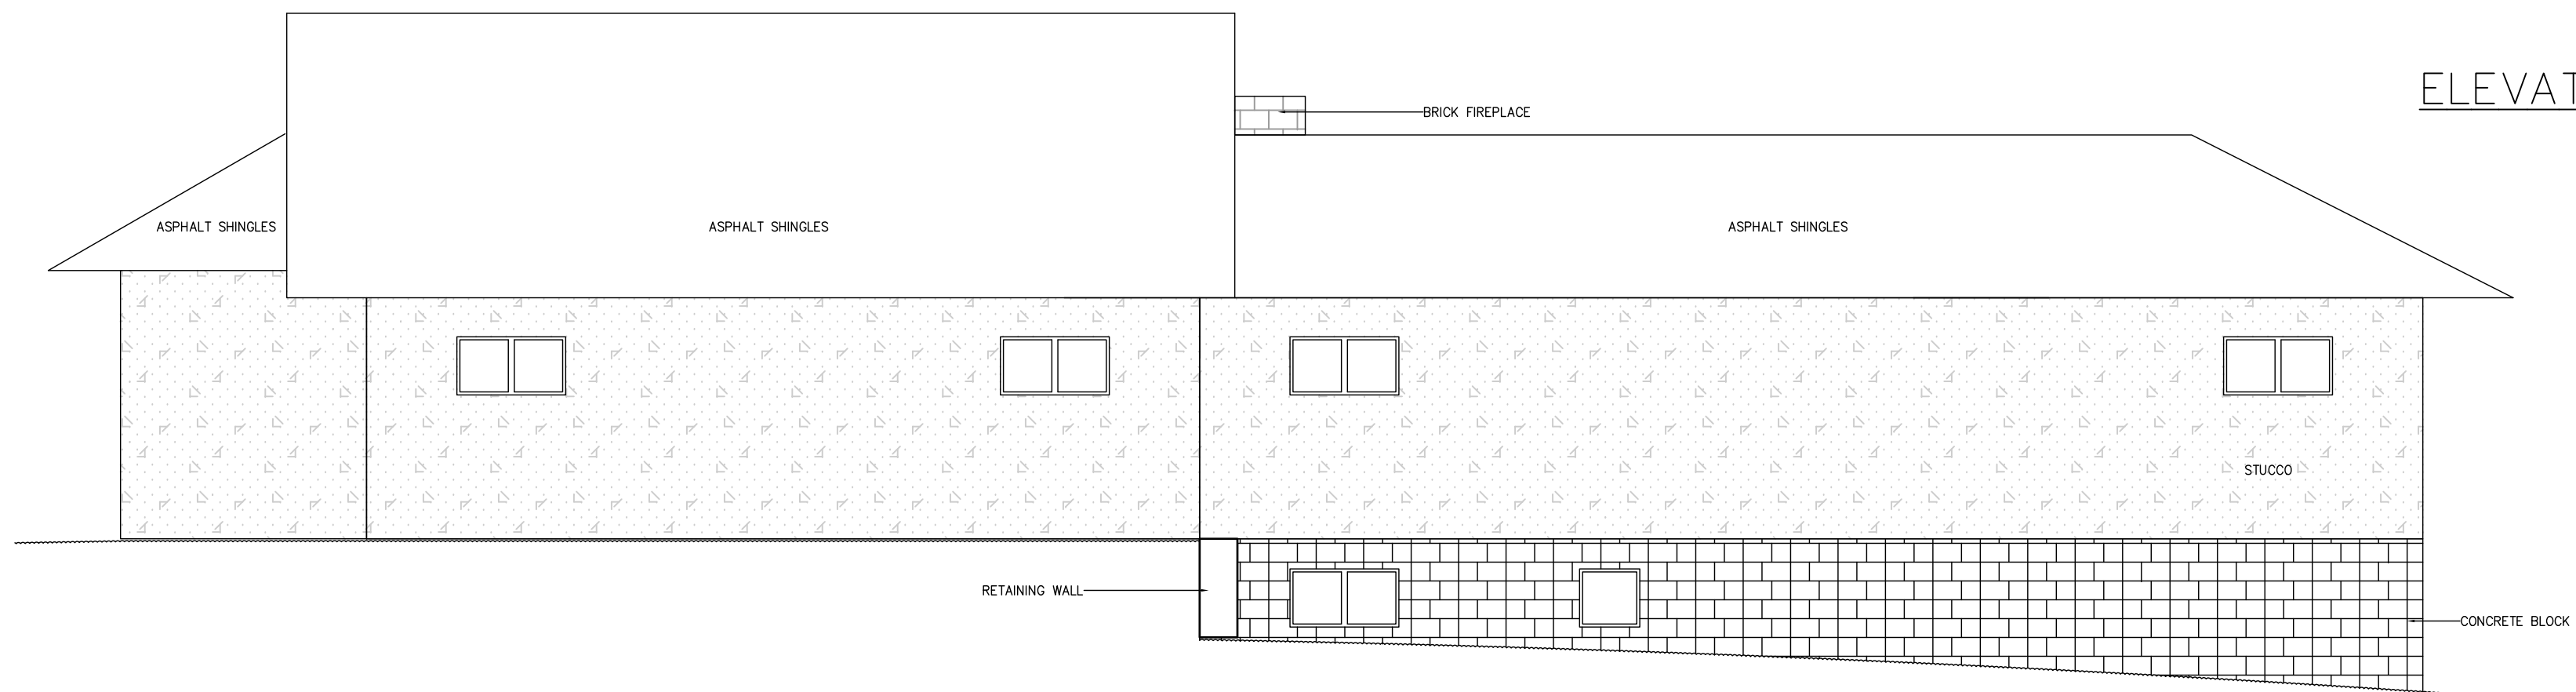 ELEVAT
BRICK FIREPLACE
ASPHALT SHINGLES
ASPHALT SHINGLES
ASPHALT SHINGLES
STUCCO
RETAINING WALL
CONCRETE BLOCK